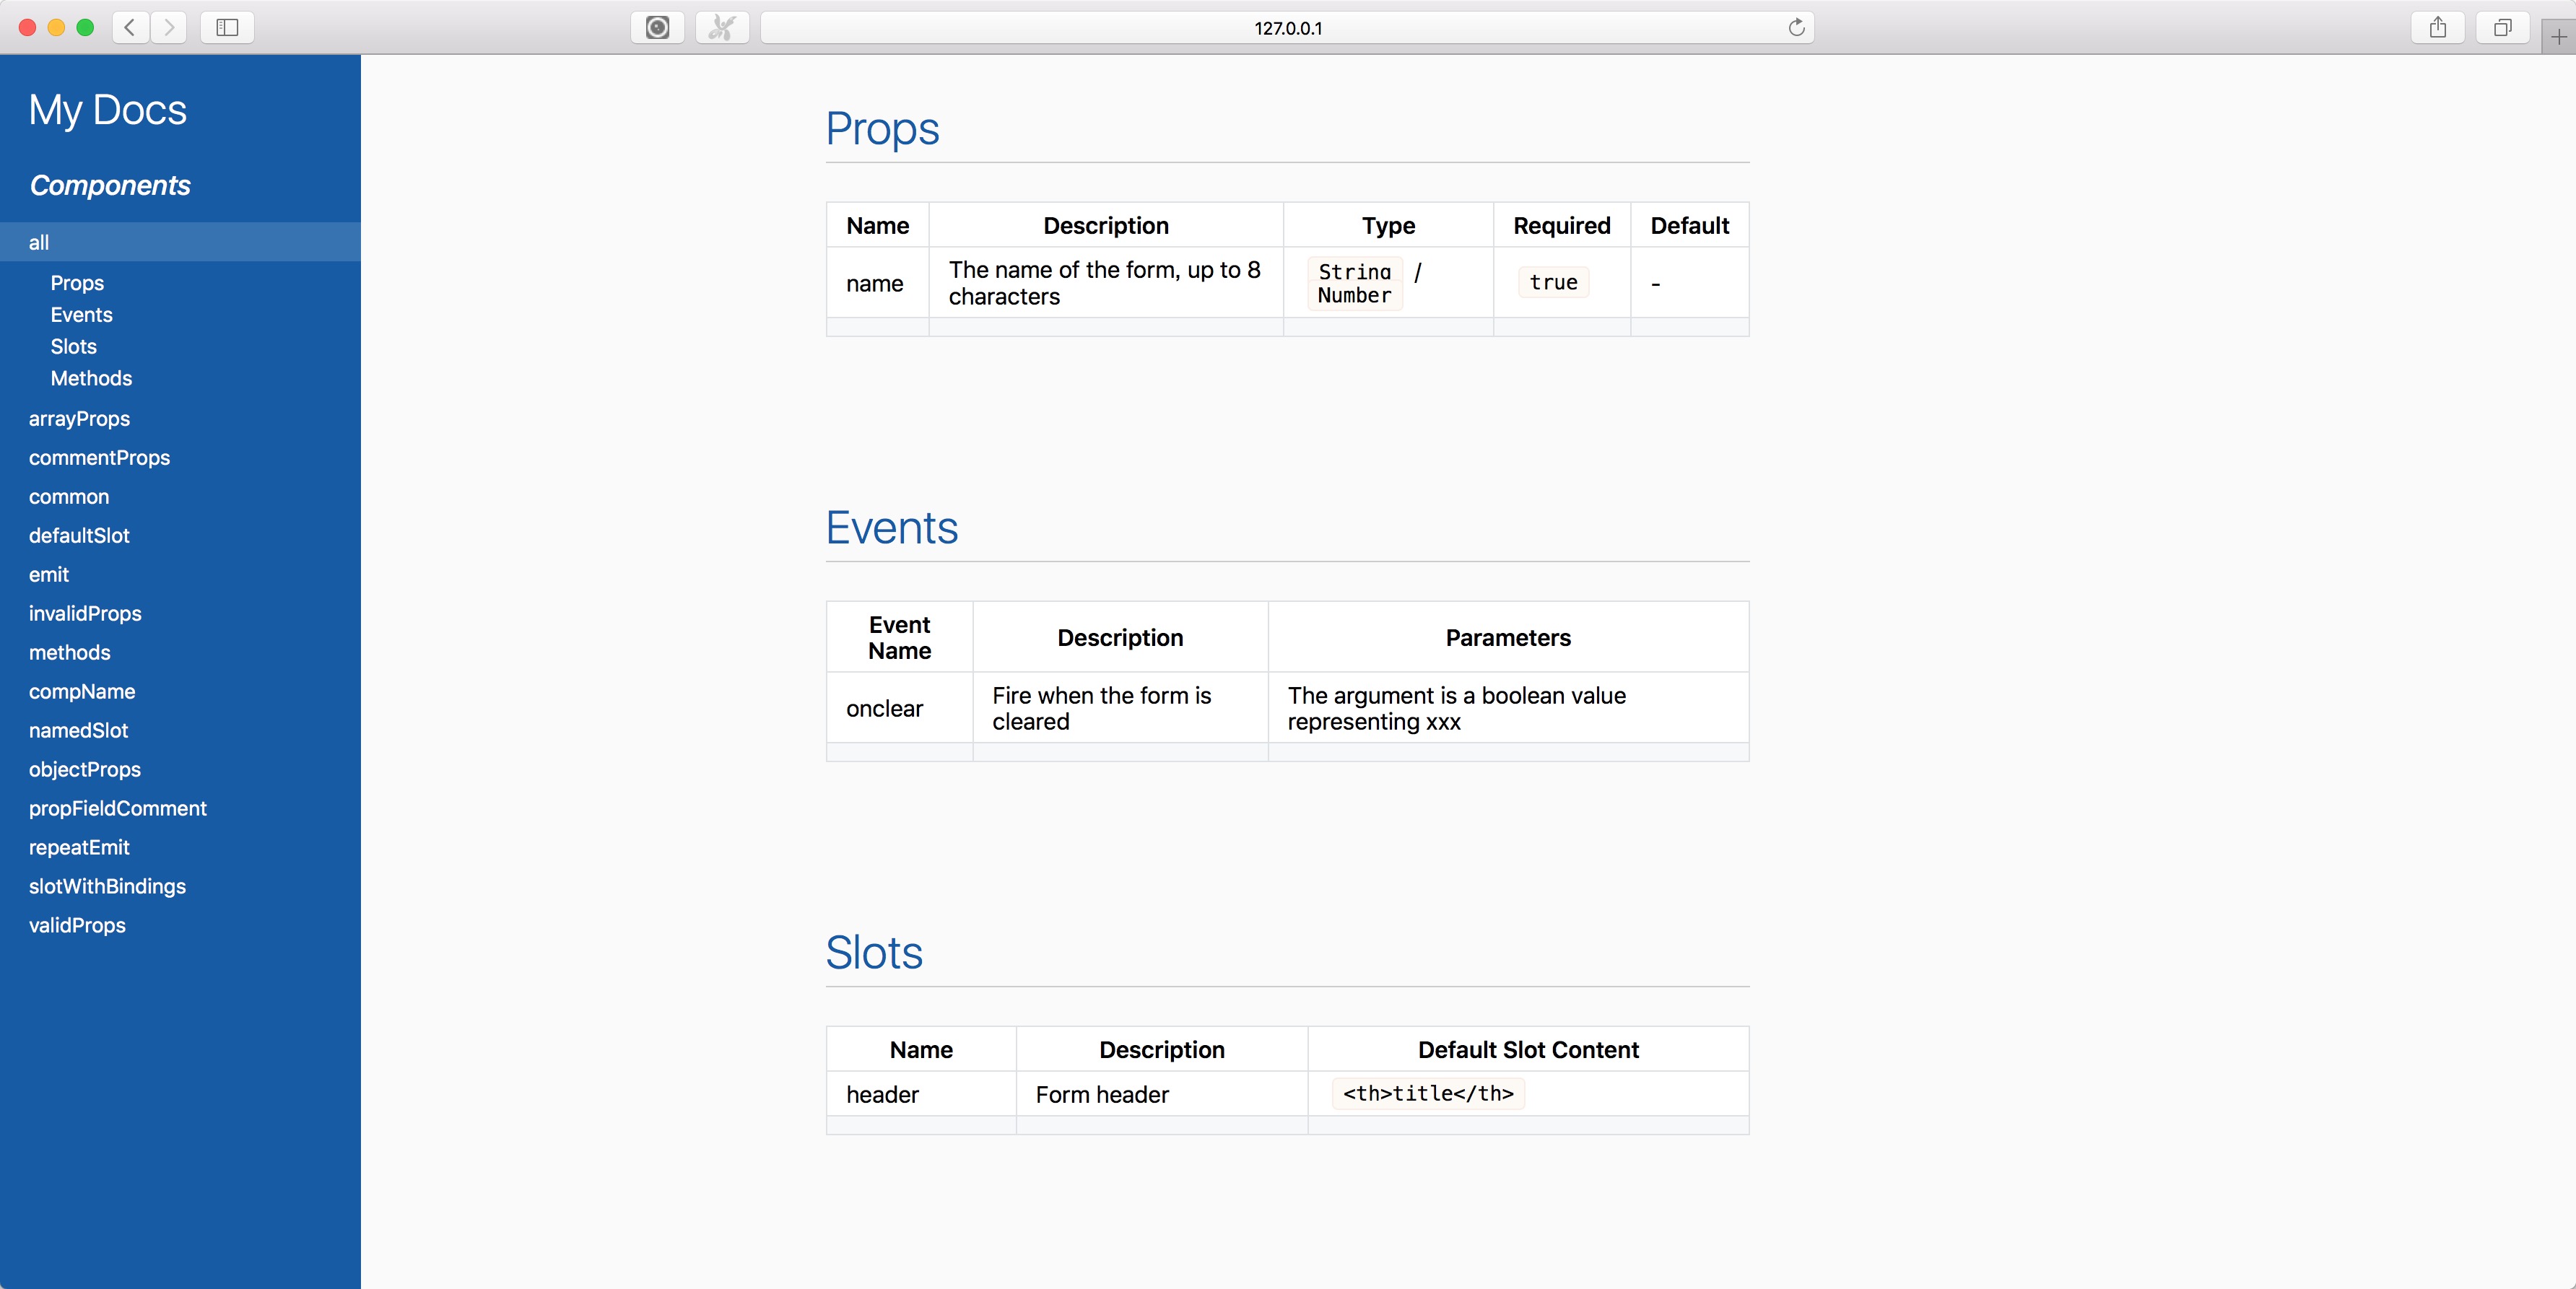 127.0.0.1
My Docs
Components
all
Props
Events
Slots
Methods
arrayProps
commentProps
common
defaultSlot
emit
invalidProps
methods
compName
namedSlot
objectProps
propFieldComment
repeatEmit
slotWithBindings
validProps
Props
Name Description Type Required Default
name The name of the form, up to 8 characters String / Number true -
Events
Event Name Description Parameters
onclear Fire when the form is cleared The argument is a boolean value representing xxx
Slots
Name Description Default Slot Content
header Form header <th>title</th>